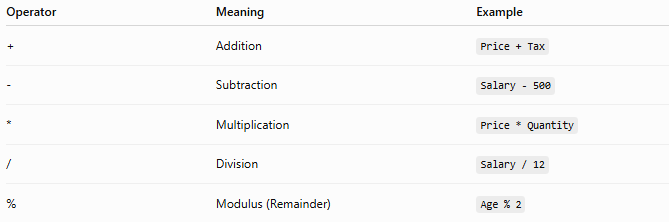 Operator Meaning Example
+ Addition Price + Tax
- Subtraction Salary - 500
* Multiplication Price * Quantity
/ Division Salary / 12
% Modulus (Remainder) Age % 2